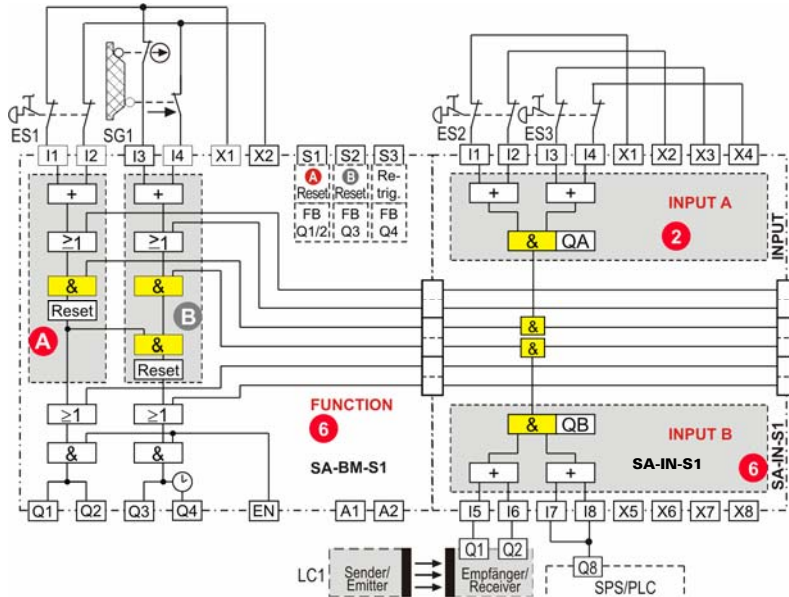 ES1 SG1 ES2 ES3
I1 I2 I3 I4 X1 X2 S1 S2 S3 I1 I2 I3 I4 X1 X2 X3 X4
A Reset B Reset Re-trig.
FB Q1/2 FB Q3 FB Q4
+ + + +
INPUT A
2
& QA
INPUT
≥1 ≥1
& &
Reset
A B
&
Reset
& &
≥1 ≥1
FUNCTION
6
SA-BM-S1
& &
& QB
INPUT B
SA-IN-S1
6
+ +
SA-IN-S1
Q1 Q2 Q3 Q4 EN A1 A2 I5 I6 I7 I8 X5 X6 X7 X8
Q1 Q2 Q8
LC1
Sender/
Emitter
Empfänger/
Receiver
SPS/PLC